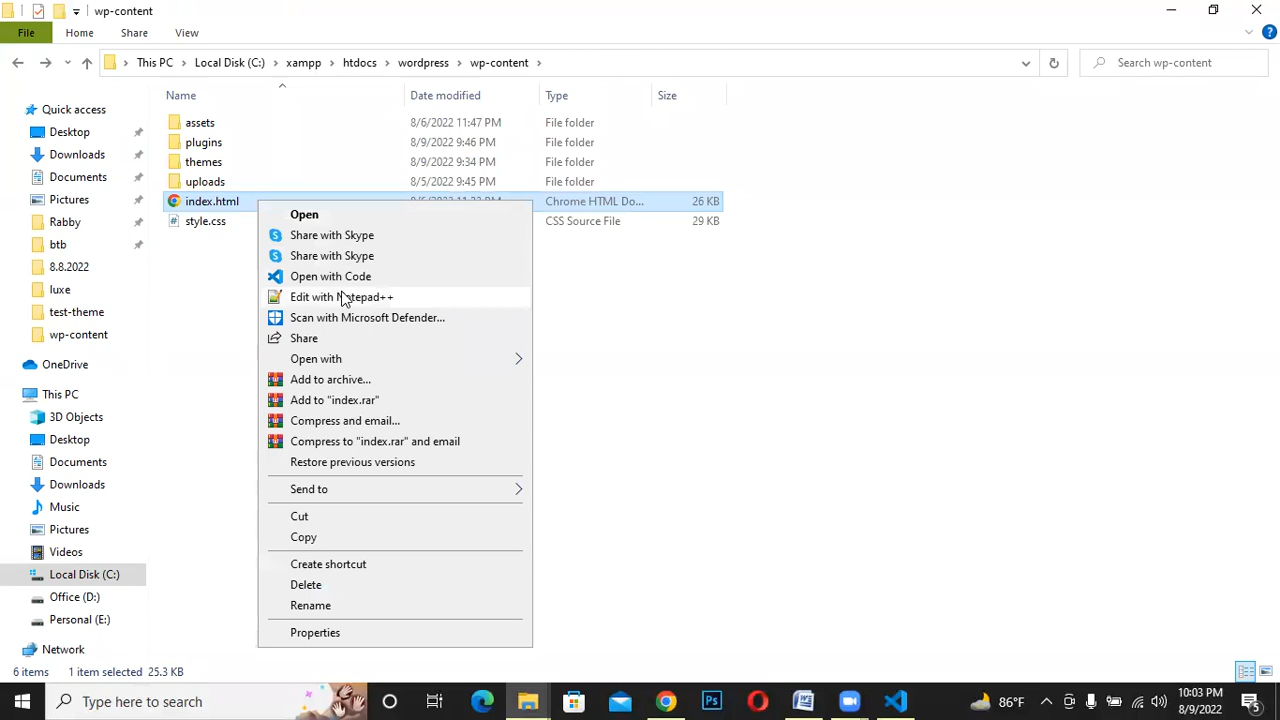 wp-content
File Home Share View
This PC Local Disk (C:) xampp htdocs wordpress wp-content Search wp-content
Name Date modified Type Size
Quick access
Desktop
Downloads
Documents
Pictures
Rabby
btb
8.8.2022
luxe
test-theme
wp-content
OneDrive
This PC
3D Objects
Desktop
Documents
Downloads
Music
Pictures
Videos
Local Disk (C:)
Office (D:)
Personal (E:)
Network
assets 8/6/2022 11:47 PM File folder
plugins 8/9/2022 9:46 PM File folder
themes 8/9/2022 9:34 PM File folder
uploads 8/5/2022 9:45 PM File folder
index.html Chrome HTML Do... 26 KB
style.css CSS Source File 29 KB
Open
Share with Skype
Share with Skype
Open with Code
Edit with Notepad++
Scan with Microsoft Defender...
Share
Open with
Add to archive...
Add to "index.rar"
Compress and email...
Compress to "index.rar" and email
Restore previous versions
Send to
Cut
Copy
Create shortcut
Delete
Rename
Properties
6 items 1 item selected 25.3 KB
Type here to search
86°F
10:03 PM
8/9/2022
5